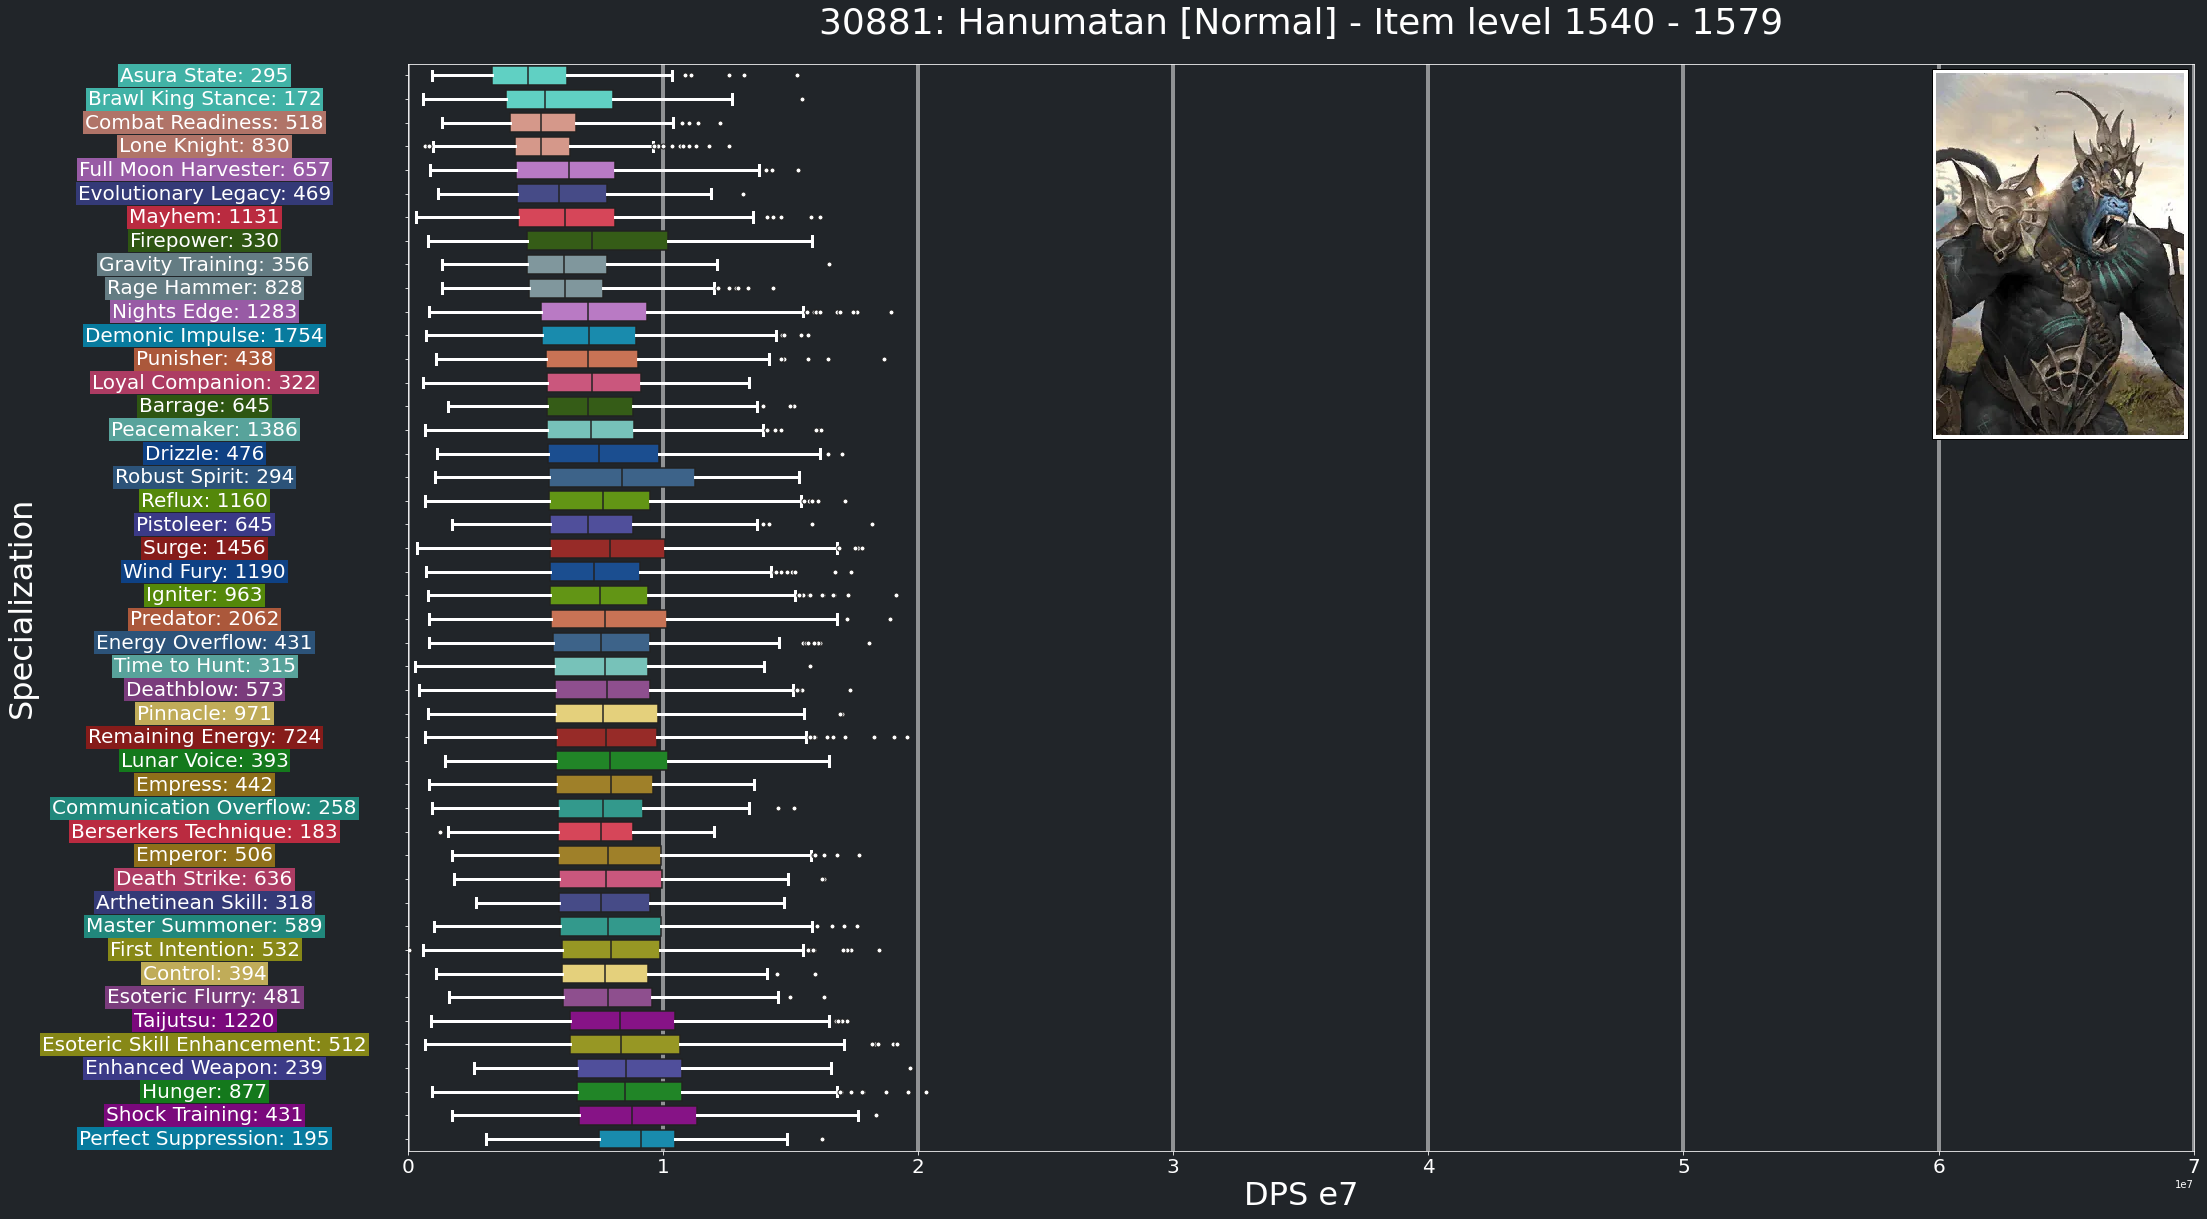 30881: Hanumatan [Normal] - Item level 1540 - 1579
Asura State: 295
Brawl King Stance: 172
Combat Readiness: 518
Lone Knight: 830
Full Moon Harvester: 657
Evolutionary Legacy: 469
Mayhem: 1131
Firepower: 330
Gravity Training: 356
Rage Hammer: 828
Nights Edge: 1283
Demonic Impulse: 1754
Punisher: 438
Loyal Companion: 322
Barrage: 645
Peacemaker: 1386
Drizzle: 476
Robust Spirit: 294
Reflux: 1160
Pistoleer: 645
Surge: 1456
Wind Fury: 1190
Igniter: 963
Predator: 2062
Energy Overflow: 431
Time to Hunt: 315
Deathblow: 573
Pinnacle: 971
Remaining Energy: 724
Lunar Voice: 393
Empress: 442
Communication Overflow: 258
Berserkers Technique: 183
Emperor: 506
Death Strike: 636
Arthetinean Skill: 318
Master Summoner: 589
First Intention: 532
Control: 394
Esoteric Flurry: 481
Taijutsu: 1220
Esoteric Skill Enhancement: 512
Enhanced Weapon: 239
Hunger: 877
Shock Training: 431
Perfect Suppression: 195
Specialization
0 1 2 3 4 5 6 7
1e7
DPS e7